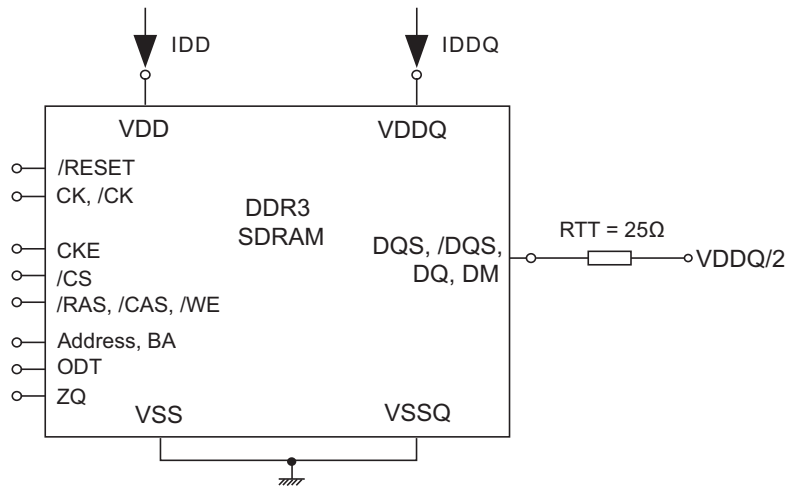 IDD
IDDQ
VDD
VDDQ
/RESET
CK, /CK
DDR3
SDRAM
CKE
/CS
/RAS, /CAS, /WE
Address, BA
ODT
ZQ
DQS, /DQS,
DQ, DM
RTT = 25Ω
VDDQ/2
VSS
VSSQ